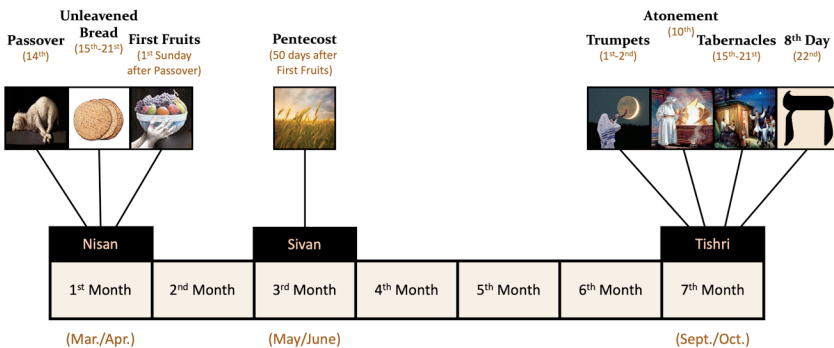 Passover
(14th)
Unleavened
Bread
(15th-21st)
First Fruits
(1st Sunday
after Passover)
Pentecost
(50 days after
First Fruits)
Trumpets
(1st-2nd)
Atonement
(10th)
Tabernacles
(15th-21st)
8th Day
(22nd)
ה
Nisan
Sivan
Tishri
1st Month
2nd Month
3rd Month
4th Month
5th Month
6th Month
7th Month
(Mar./Apr.)
(May/June)
(Sept./Oct.)